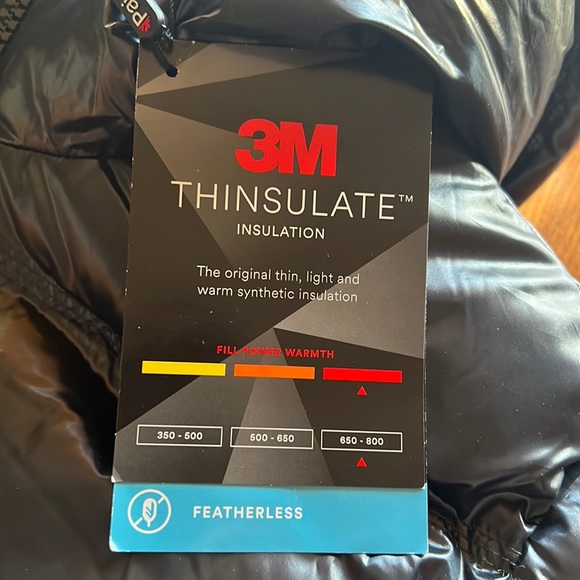 3M
THINSULATE™
INSULATION
The original thin, light and
warm synthetic insulation
FILL POWER WARMTH
350 - 500 500 - 650 650 - 800
FEATHERLESS